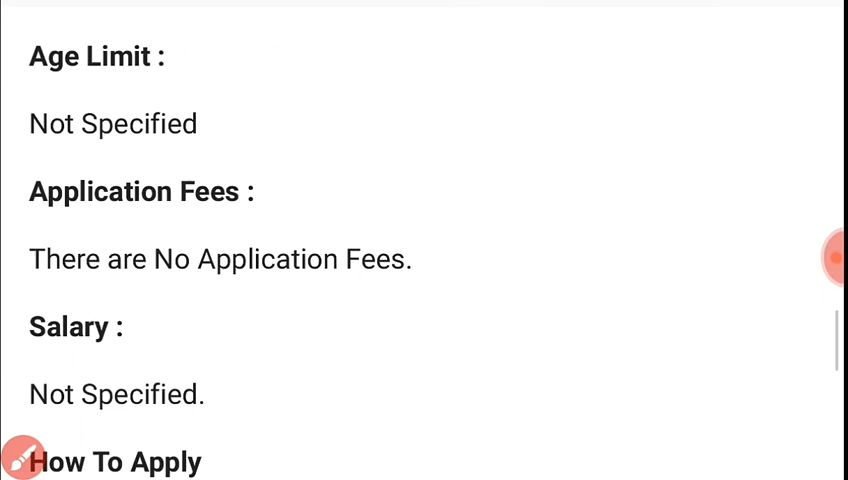 Age Limit :
Not Specified
Application Fees :
There are No Application Fees.
Salary :
Not Specified.
How To Apply